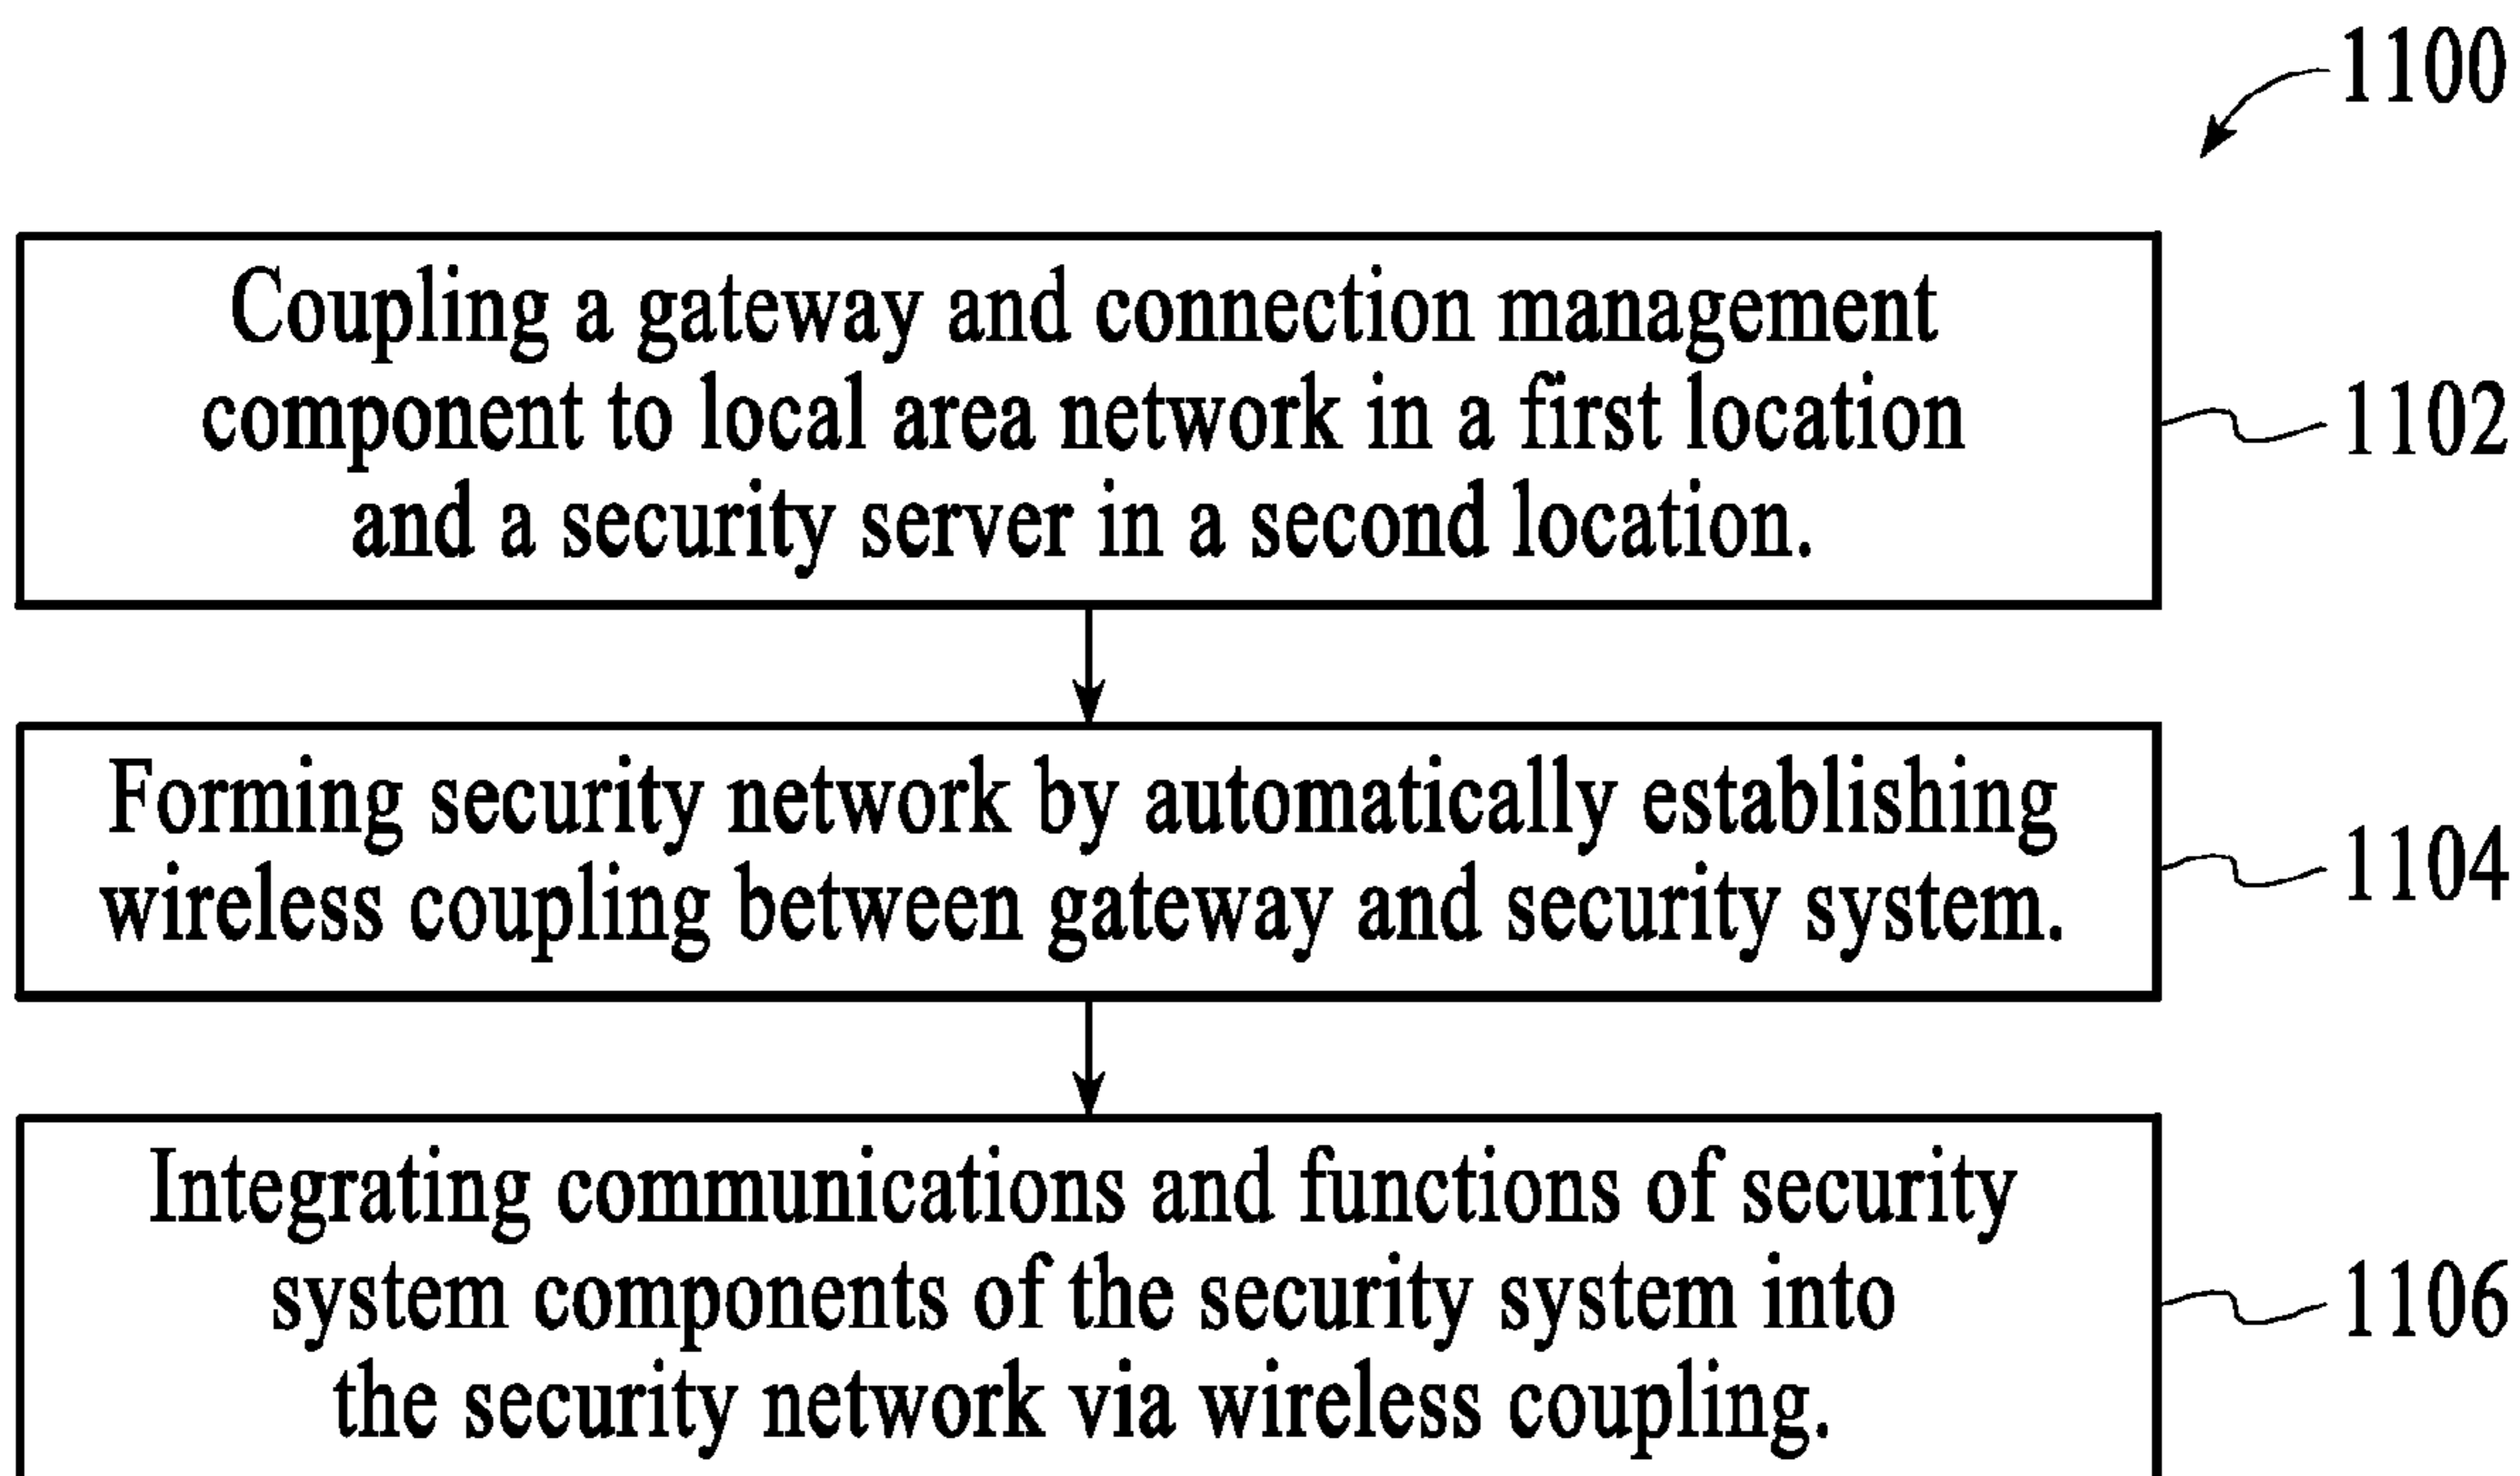 1100
Coupling a gateway and connection management
component to local area network in a first location
and a security server in a second location.
1102
Forming security network by automatically establishing
wireless coupling between gateway and security system.
1104
Integrating communications and functions of security
system components of the security system into
the security network via wireless coupling.
1106